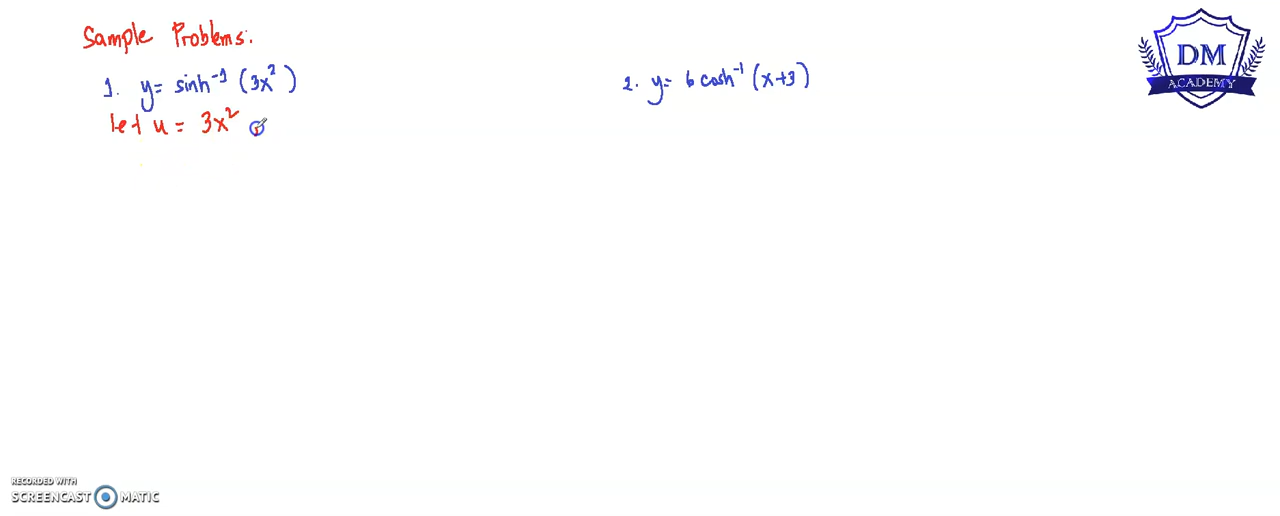 Sample Problems:
1. y = sinh⁻¹ (3x²)
let u = 3x²
2. y = 6 cosh⁻¹ (x+3)
DM
ACADEMY
RECORDED WITH
SCREENCAST MATIC